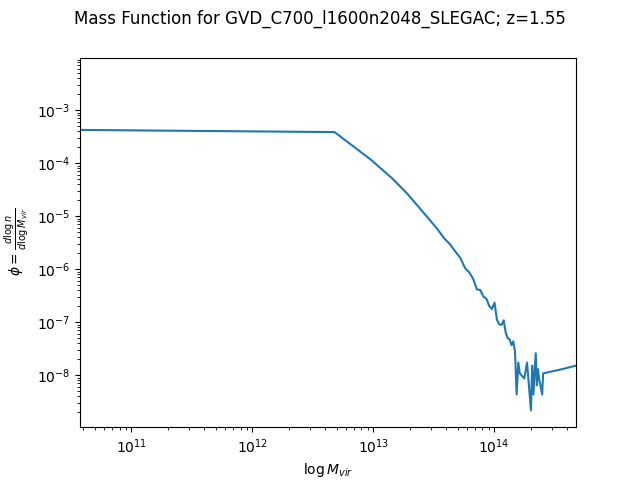 Mass Function for GVD_C700_l1600n2048_SLEGAC; z=1.55
10⁻³
10⁻⁴
10⁻⁵
10⁻⁶
10⁻⁷
10⁻⁸
ϕ = d log n / d log M_vir
10¹¹ 10¹² 10¹³ 10¹⁴
log M_vir